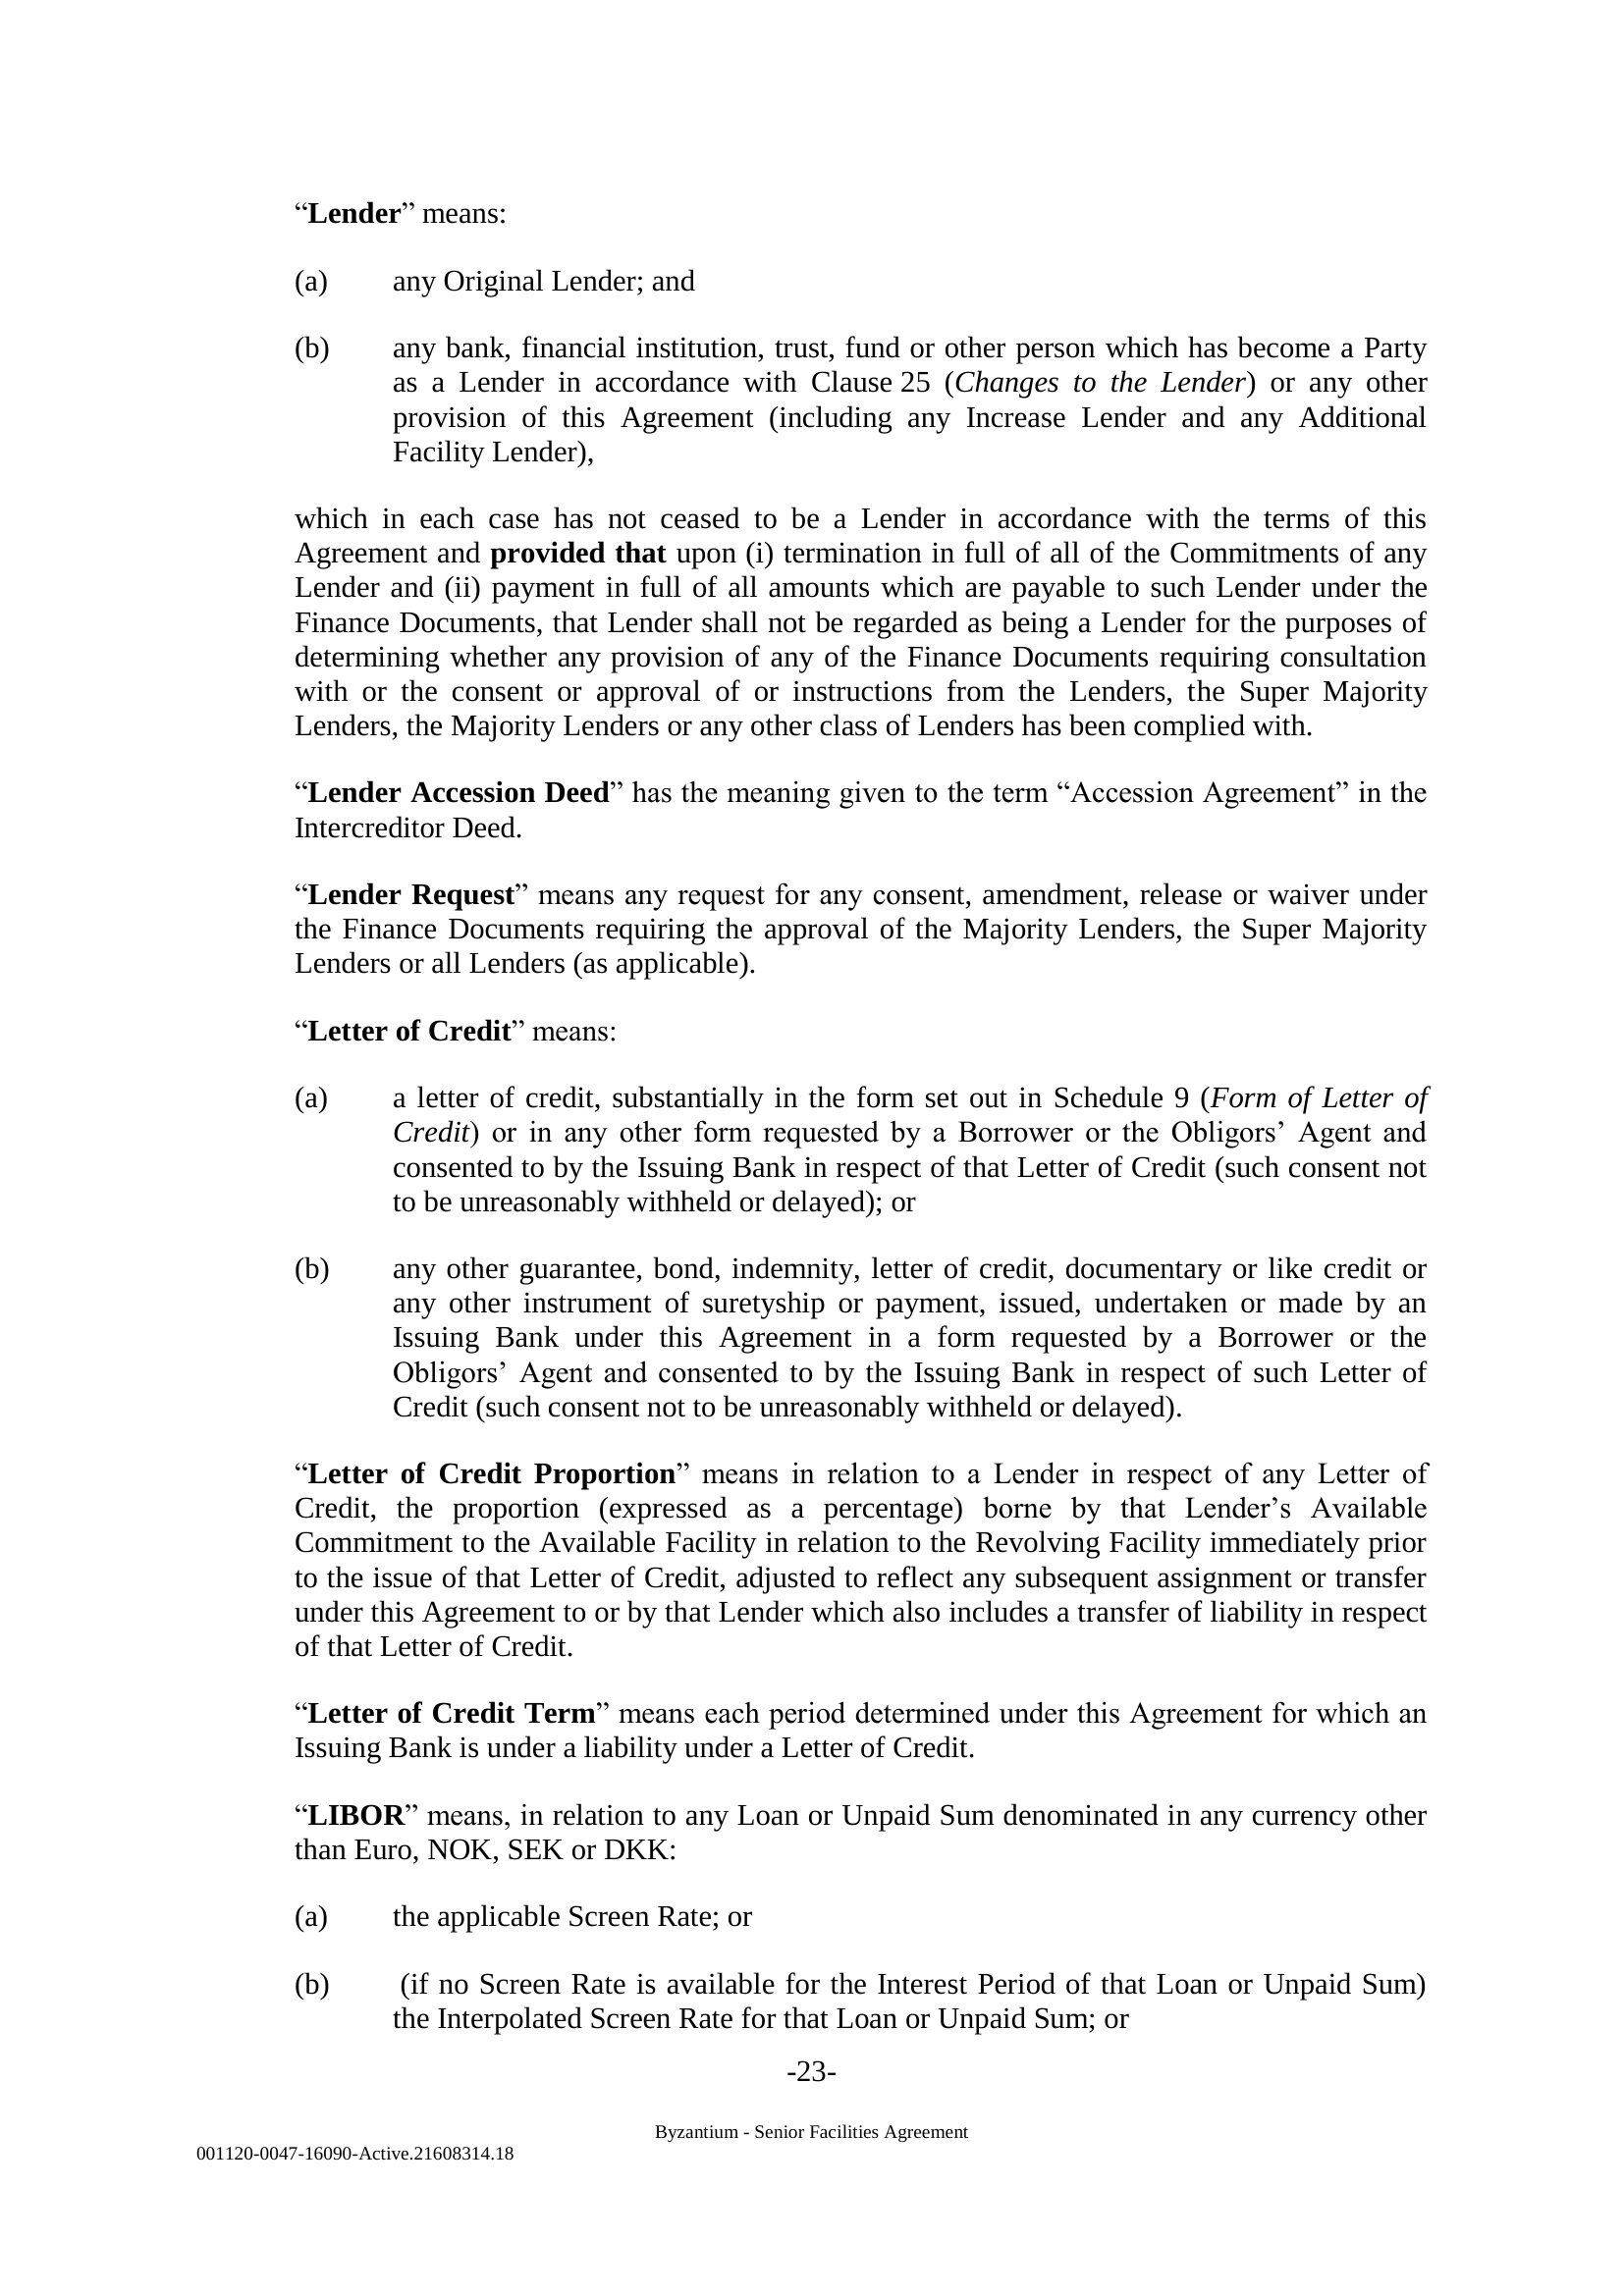 “Lender” means:
(a) any Original Lender; and
(b) any bank, financial institution, trust, fund or other person which has become a Party
as a Lender in accordance with Clause 25 (Changes to the Lender) or any other
provision of this Agreement (including any Increase Lender and any Additional
Facility Lender),
which in each case has not ceased to be a Lender in accordance with the terms of this
Agreement and provided that upon (i) termination in full of all of the Commitments of any
Lender and (ii) payment in full of all amounts which are payable to such Lender under the
Finance Documents, that Lender shall not be regarded as being a Lender for the purposes of
determining whether any provision of any of the Finance Documents requiring consultation
with or the consent or approval of or instructions from the Lenders, the Super Majority
Lenders, the Majority Lenders or any other class of Lenders has been complied with.
“Lender Accession Deed” has the meaning given to the term “Accession Agreement” in the
Intercreditor Deed.
“Lender Request” means any request for any consent, amendment, release or waiver under
the Finance Documents requiring the approval of the Majority Lenders, the Super Majority
Lenders or all Lenders (as applicable).
“Letter of Credit” means:
(a) a letter of credit, substantially in the form set out in Schedule 9 (Form of Letter of
Credit) or in any other form requested by a Borrower or the Obligors’ Agent and
consented to by the Issuing Bank in respect of that Letter of Credit (such consent not
to be unreasonably withheld or delayed); or
(b) any other guarantee, bond, indemnity, letter of credit, documentary or like credit or
any other instrument of suretyship or payment, issued, undertaken or made by an
Issuing Bank under this Agreement in a form requested by a Borrower or the
Obligors’ Agent and consented to by the Issuing Bank in respect of such Letter of
Credit (such consent not to be unreasonably withheld or delayed).
“Letter of Credit Proportion” means in relation to a Lender in respect of any Letter of
Credit, the proportion (expressed as a percentage) borne by that Lender’s Available
Commitment to the Available Facility in relation to the Revolving Facility immediately prior
to the issue of that Letter of Credit, adjusted to reflect any subsequent assignment or transfer
under this Agreement to or by that Lender which also includes a transfer of liability in respect
of that Letter of Credit.
“Letter of Credit Term” means each period determined under this Agreement for which an
Issuing Bank is under a liability under a Letter of Credit.
“LIBOR” means, in relation to any Loan or Unpaid Sum denominated in any currency other
than Euro, NOK, SEK or DKK:
(a) the applicable Screen Rate; or
(b) (if no Screen Rate is available for the Interest Period of that Loan or Unpaid Sum)
the Interpolated Screen Rate for that Loan or Unpaid Sum; or
-23-
Byzantium - Senior Facilities Agreement
001120-0047-16090-Active.21608314.18